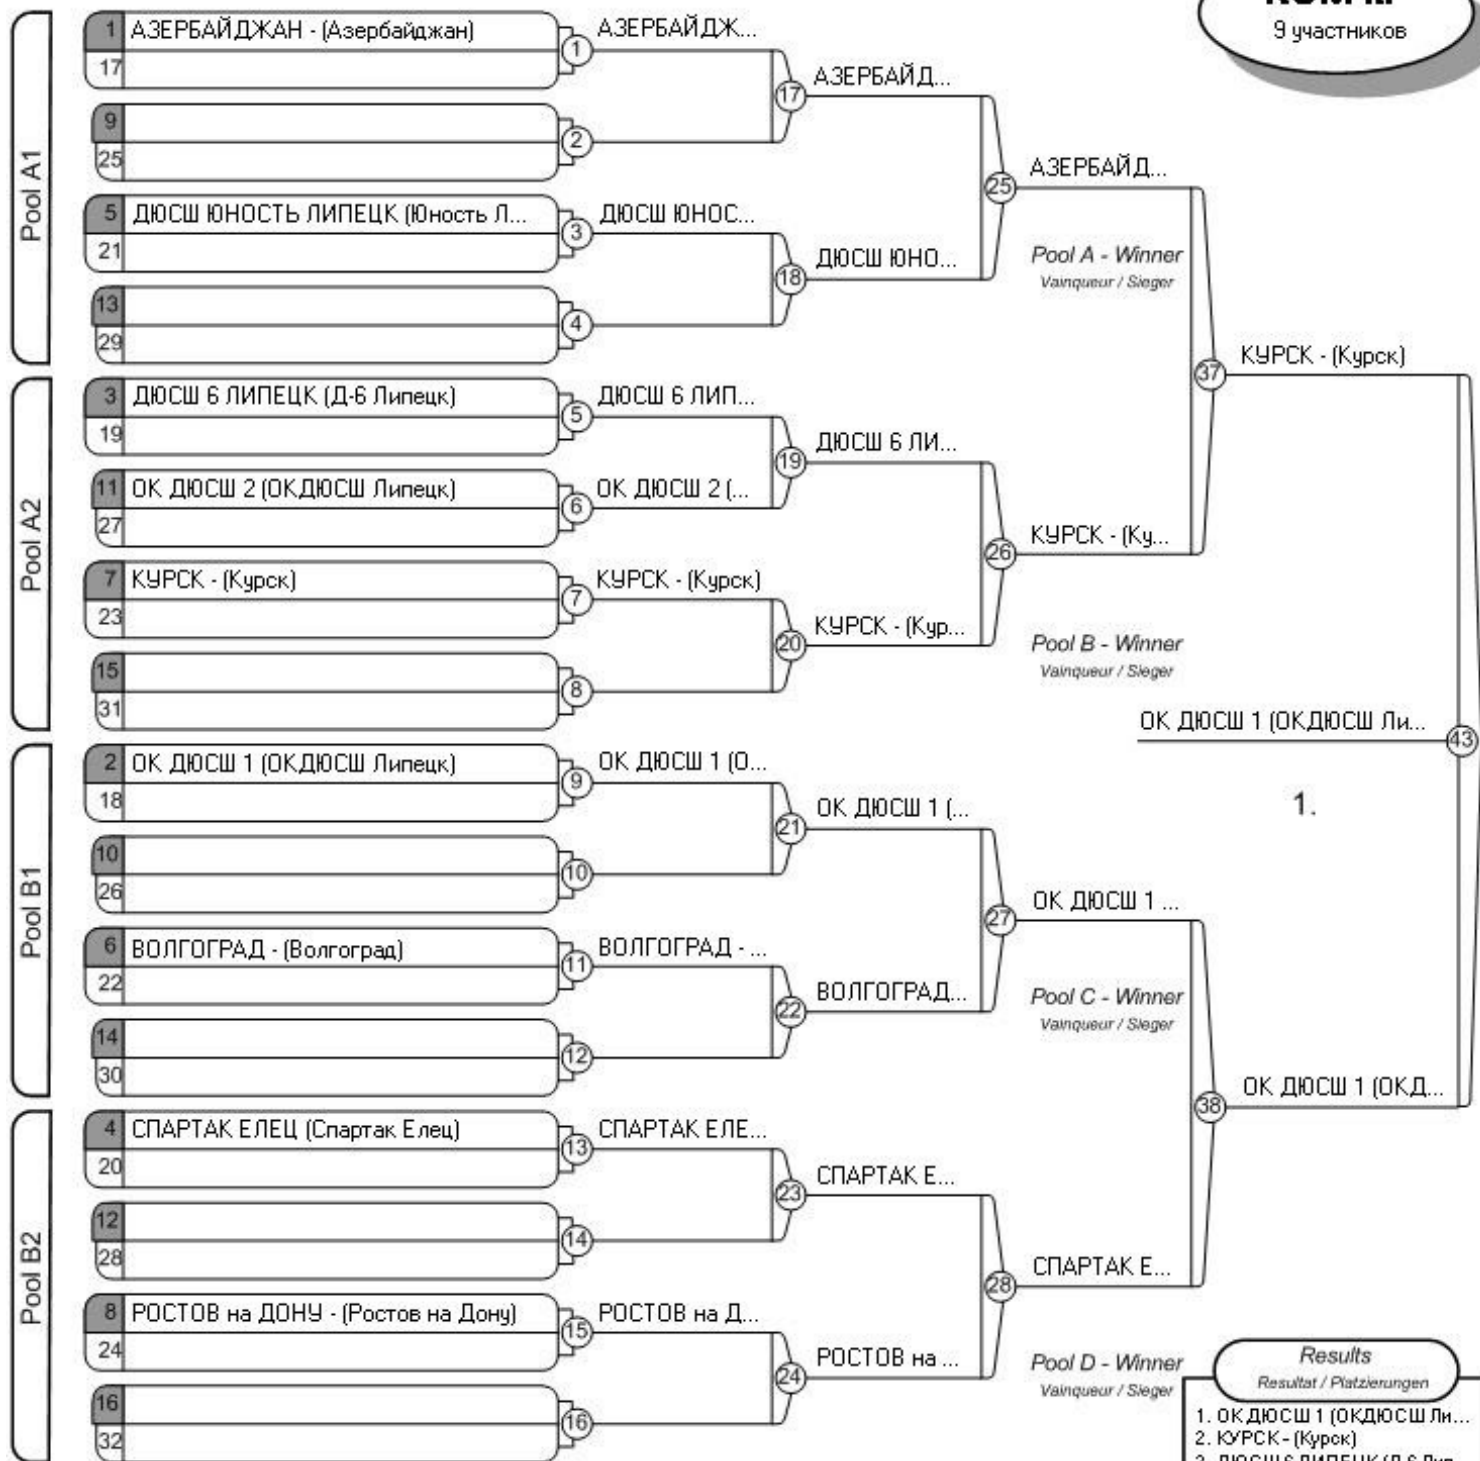 9 участников
Pool A1
1 АЗЕРБАЙДЖАН - (Азербайджан)
17
9
25
5 ДЮСШ ЮНОСТЬ ЛИПЕЦК (Юность Л...
21
13
29
Pool A2
3 ДЮСШ 6 ЛИПЕЦК (Д-6 Липецк)
19
11 ОК ДЮСШ 2 (ОКДЮСШ Липецк)
27
7 КУРСК - (Курск)
23
15
31
Pool B1
2 ОК ДЮСШ 1 (ОКДЮСШ Липецк)
18
10
26
6 ВОЛГОГРАД - (Волгоград)
22
14
30
Pool B2
4 СПАРТАК ЕЛЕЦ (Спартак Елец)
20
12
28
8 РОСТОВ на ДОНУ - (Ростов на Дону)
24
16
32
1 АЗЕРБАЙДЖ...
2
3 ДЮСШ ЮНОС...
4
5 ДЮСШ 6 ЛИП...
6 ОК ДЮСШ 2 (...
7 КУРСК - (Курск)
8
9 ОК ДЮСШ 1 (О...
10
11 ВОЛГОГРАД - ...
12
13 СПАРТАК ЕЛЕ...
14
15 РОСТОВ на Д...
16
17 АЗЕРБАЙД...
18 ДЮСШ ЮНО...
19 ДЮСШ 6 ЛИ...
20 КУРСК - (Кур...
21 ОК ДЮСШ 1 (...
22 ВОЛГОГРАД...
23 СПАРТАК Е...
24 РОСТОВ на ...
25 АЗЕРБАЙД...
Pool A - Winner
Vainqueur / Sieger
26 КУРСК - (Ку...
Pool B - Winner
Vainqueur / Sieger
27 ОК ДЮСШ 1 ...
Pool C - Winner
Vainqueur / Sieger
28 СПАРТАК Е...
Pool D - Winner
Vainqueur / Sieger
37 КУРСК - (Курск)
38 ОК ДЮСШ 1 (ОКД...
ОК ДЮСШ 1 (ОКДЮСШ Ли... 43
1.
Results
Resultat / Platzierungen
1. ОК ДЮСШ 1 (ОКДЮСШ Ли...
2. КУРСК - (Курск)